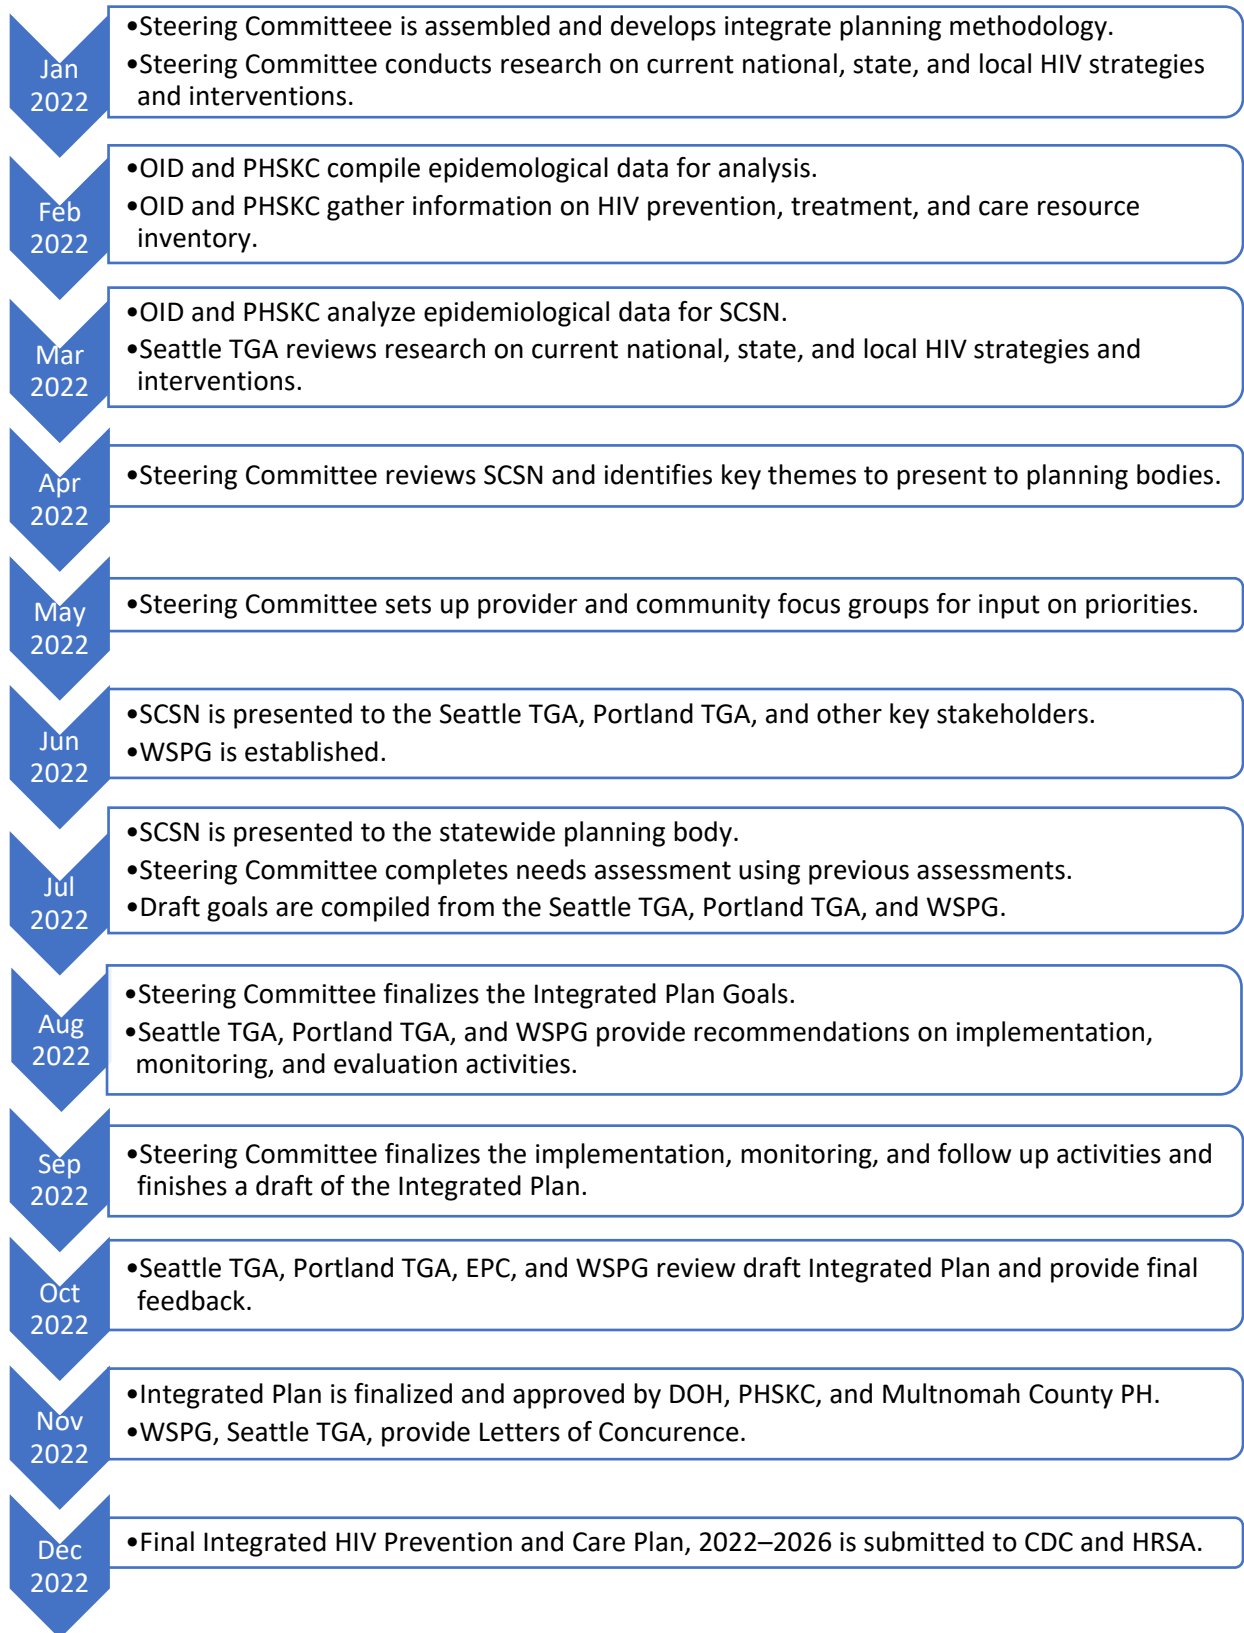 Jan
2022
•Steering Committeee is assembled and develops integrate planning methodology.
•Steering Committee conducts research on current national, state, and local HIV strategies
and interventions.
Feb
2022
•OID and PHSKC compile epidemological data for analysis.
•OID and PHSKC gather information on HIV prevention, treatment, and care resource
inventory.
Mar
2022
•OID and PHSKC analyze epidemiological data for SCSN.
•Seattle TGA reviews research on current national, state, and local HIV strategies and
interventions.
Apr
2022
•Steering Committee reviews SCSN and identifies key themes to present to planning bodies.
May
2022
•Steering Committee sets up provider and community focus groups for input on priorities.
Jun
2022
•SCSN is presented to the Seattle TGA, Portland TGA, and other key stakeholders.
•WSPG is established.
Jul
2022
•SCSN is presented to the statewide planning body.
•Steering Committee completes needs assessment using previous assessments.
•Draft goals are compiled from the Seattle TGA, Portland TGA, and WSPG.
Aug
2022
•Steering Committee finalizes the Integrated Plan Goals.
•Seattle TGA, Portland TGA, and WSPG provide recommendations on implementation,
monitoring, and evaluation activities.
Sep
2022
•Steering Committee finalizes the implementation, monitoring, and follow up activities and
finishes a draft of the Integrated Plan.
Oct
2022
•Seattle TGA, Portland TGA, EPC, and WSPG review draft Integrated Plan and provide final
feedback.
Nov
2022
•Integrated Plan is finalized and approved by DOH, PHSKC, and Multnomah County PH.
•WSPG, Seattle TGA, provide Letters of Concurence.
Dec
2022
•Final Integrated HIV Prevention and Care Plan, 2022–2026 is submitted to CDC and HRSA.